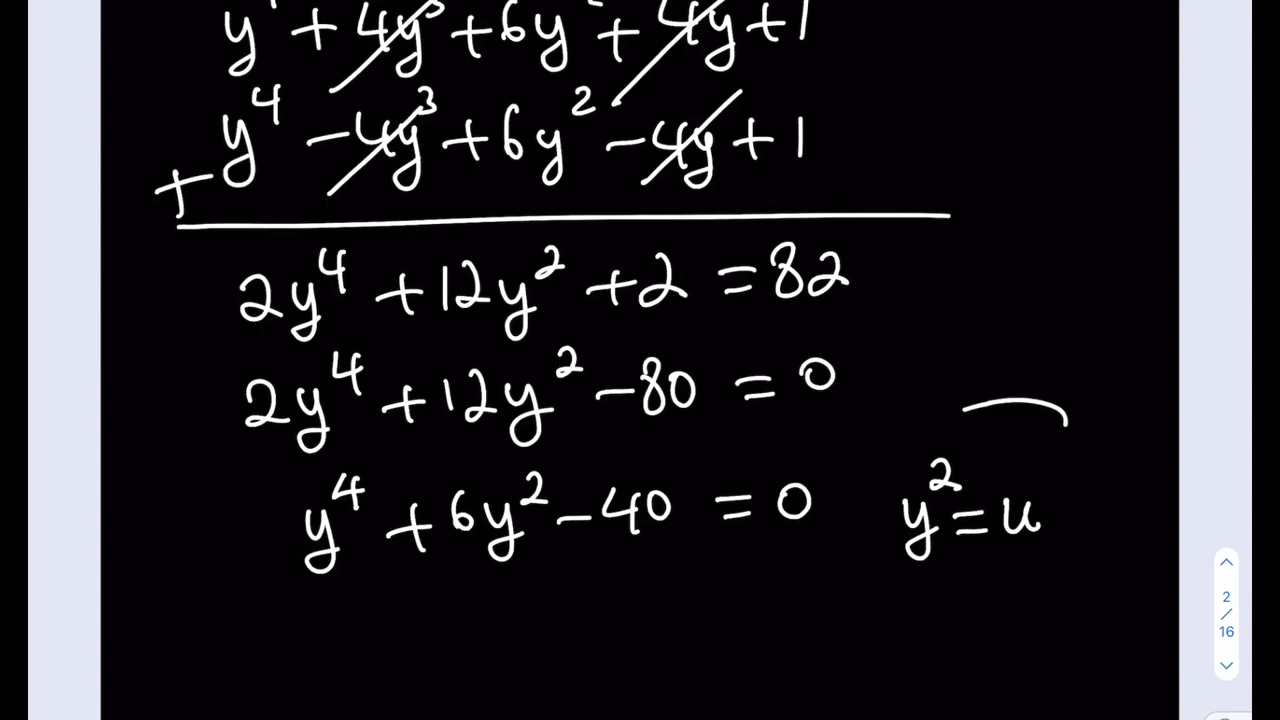 y⁴ + 4y³ + 6y² + 4y + 1
+ y⁴ - 4y³ + 6y² - 4y + 1
2y⁴ + 12y² + 2 = 82
2y⁴ + 12y² - 80 = 0
y⁴ + 6y² - 40 = 0 y² = u
2
/
16